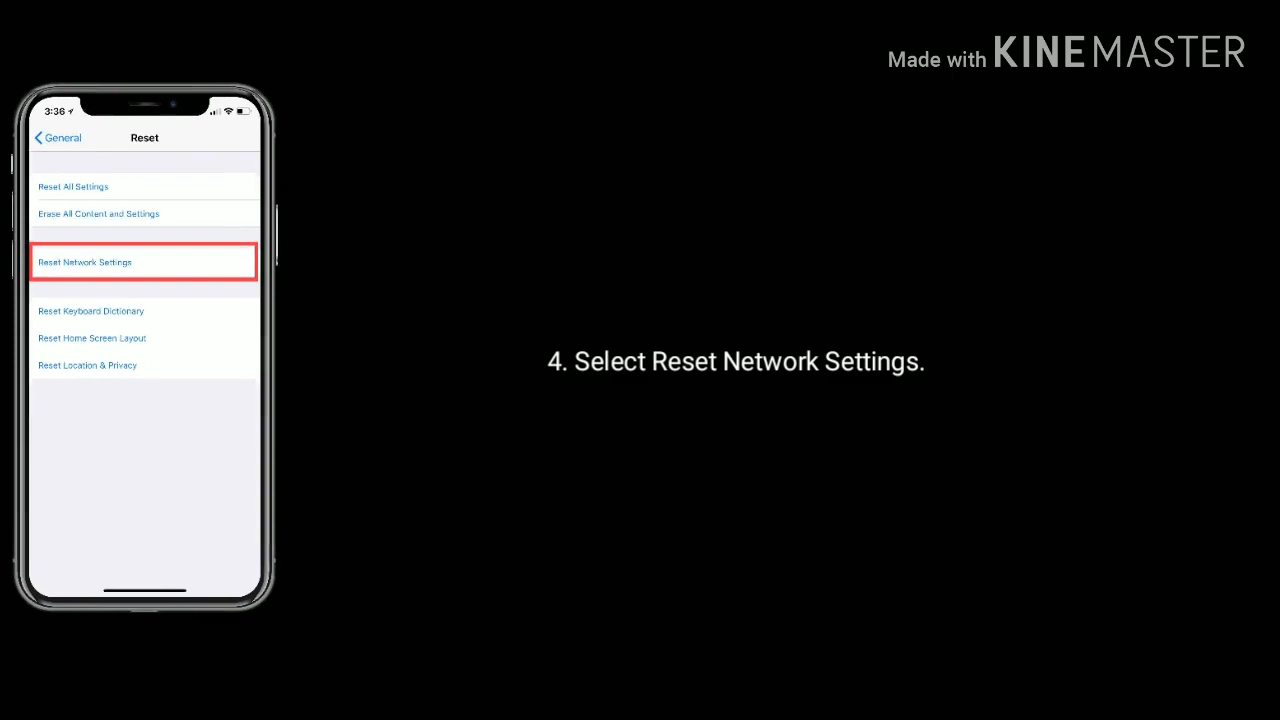 Made with KINEMASTER
3:36
General
Reset
Reset All Settings
Erase All Content and Settings
Reset Network Settings
Reset Keyboard Dictionary
Reset Home Screen Layout
Reset Location & Privacy
4. Select Reset Network Settings.